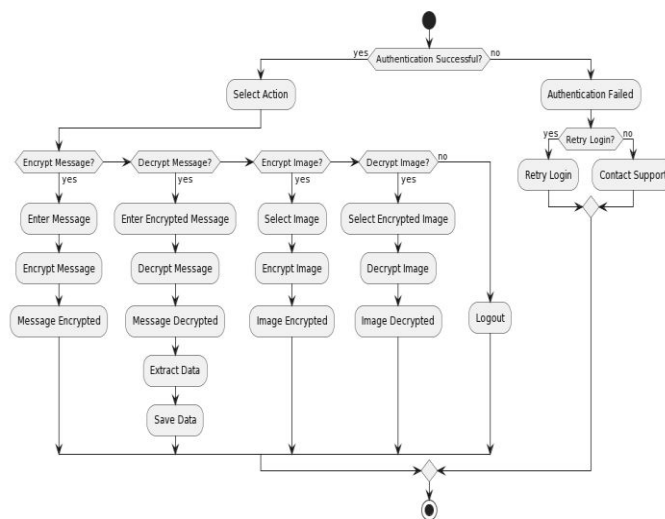 yes
Authentication Successful?
no
Select Action
Authentication Failed
Encrypt Message?
Decrypt Message?
Encrypt Image?
Decrypt Image?
no
yes
Retry Login?
no
yes
yes
yes
yes
Retry Login
Contact Support
Enter Message
Enter Encrypted Message
Select Image
Select Encrypted Image
Encrypt Message
Decrypt Message
Encrypt Image
Decrypt Image
Message Encrypted
Message Decrypted
Image Encrypted
Image Decrypted
Logout
Extract Data
Save Data